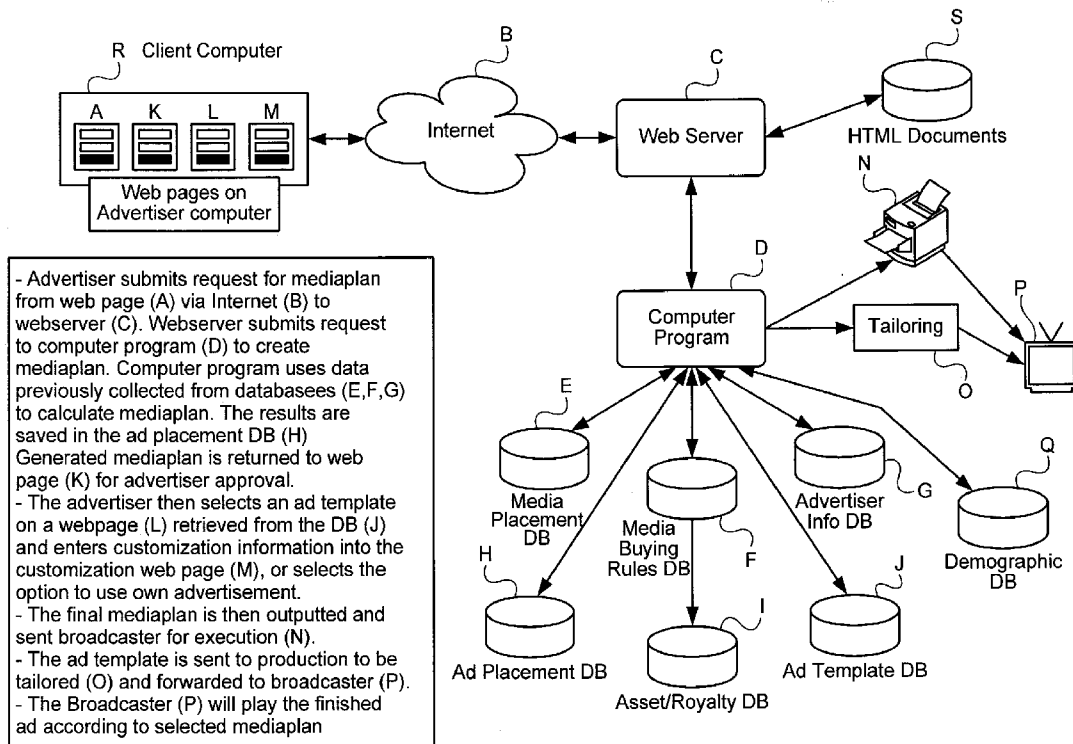 R Client Computer
B
C
S
A K L M
Internet
Web Server
HTML Documents
Web pages on
Advertiser computer
N
D
P
Computer
Program
Tailoring
O
- Advertiser submits request for mediaplan
from web page (A) via Internet (B) to
webserver (C). Webserver submits request
to computer program (D) to create
mediaplan. Computer program uses data
previously collected from databasees (E,F,G)
to calculate mediaplan. The results are
saved in the ad placement DB (H)
Generated mediaplan is returned to web
page (K) for advertiser approval.
- The advertiser then selects an ad template
on a webpage (L) retrieved from the DB (J)
and enters customization information into the
customization web page (M), or selects the
option to use own advertisement.
- The final mediaplan is then outputted and
sent broadcaster for execution (N).
- The ad template is sent to production to be
tailored (O) and forwarded to broadcaster (P).
- The Broadcaster (P) will play the finished
ad according to selected mediaplan
E
Media
Placement
DB
F
Media
Buying
Rules DB
G
Advertiser
Info DB
Q
Demographic
DB
H
Ad Placement DB
I
Asset/Royalty DB
J
Ad Template DB